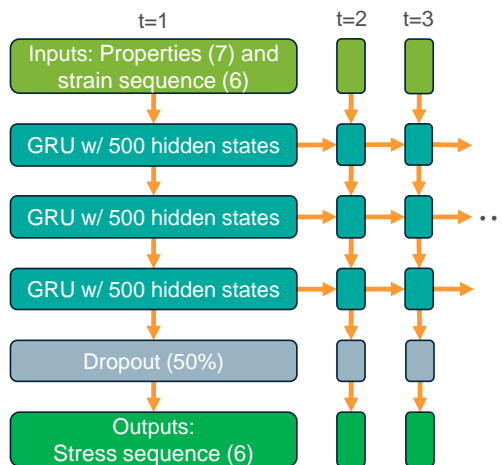 t=1 t=2 t=3
Inputs: Properties (7) and
strain sequence (6)
GRU w/ 500 hidden states
GRU w/ 500 hidden states
..
GRU w/ 500 hidden states
Dropout (50%)
Outputs:
Stress sequence (6)